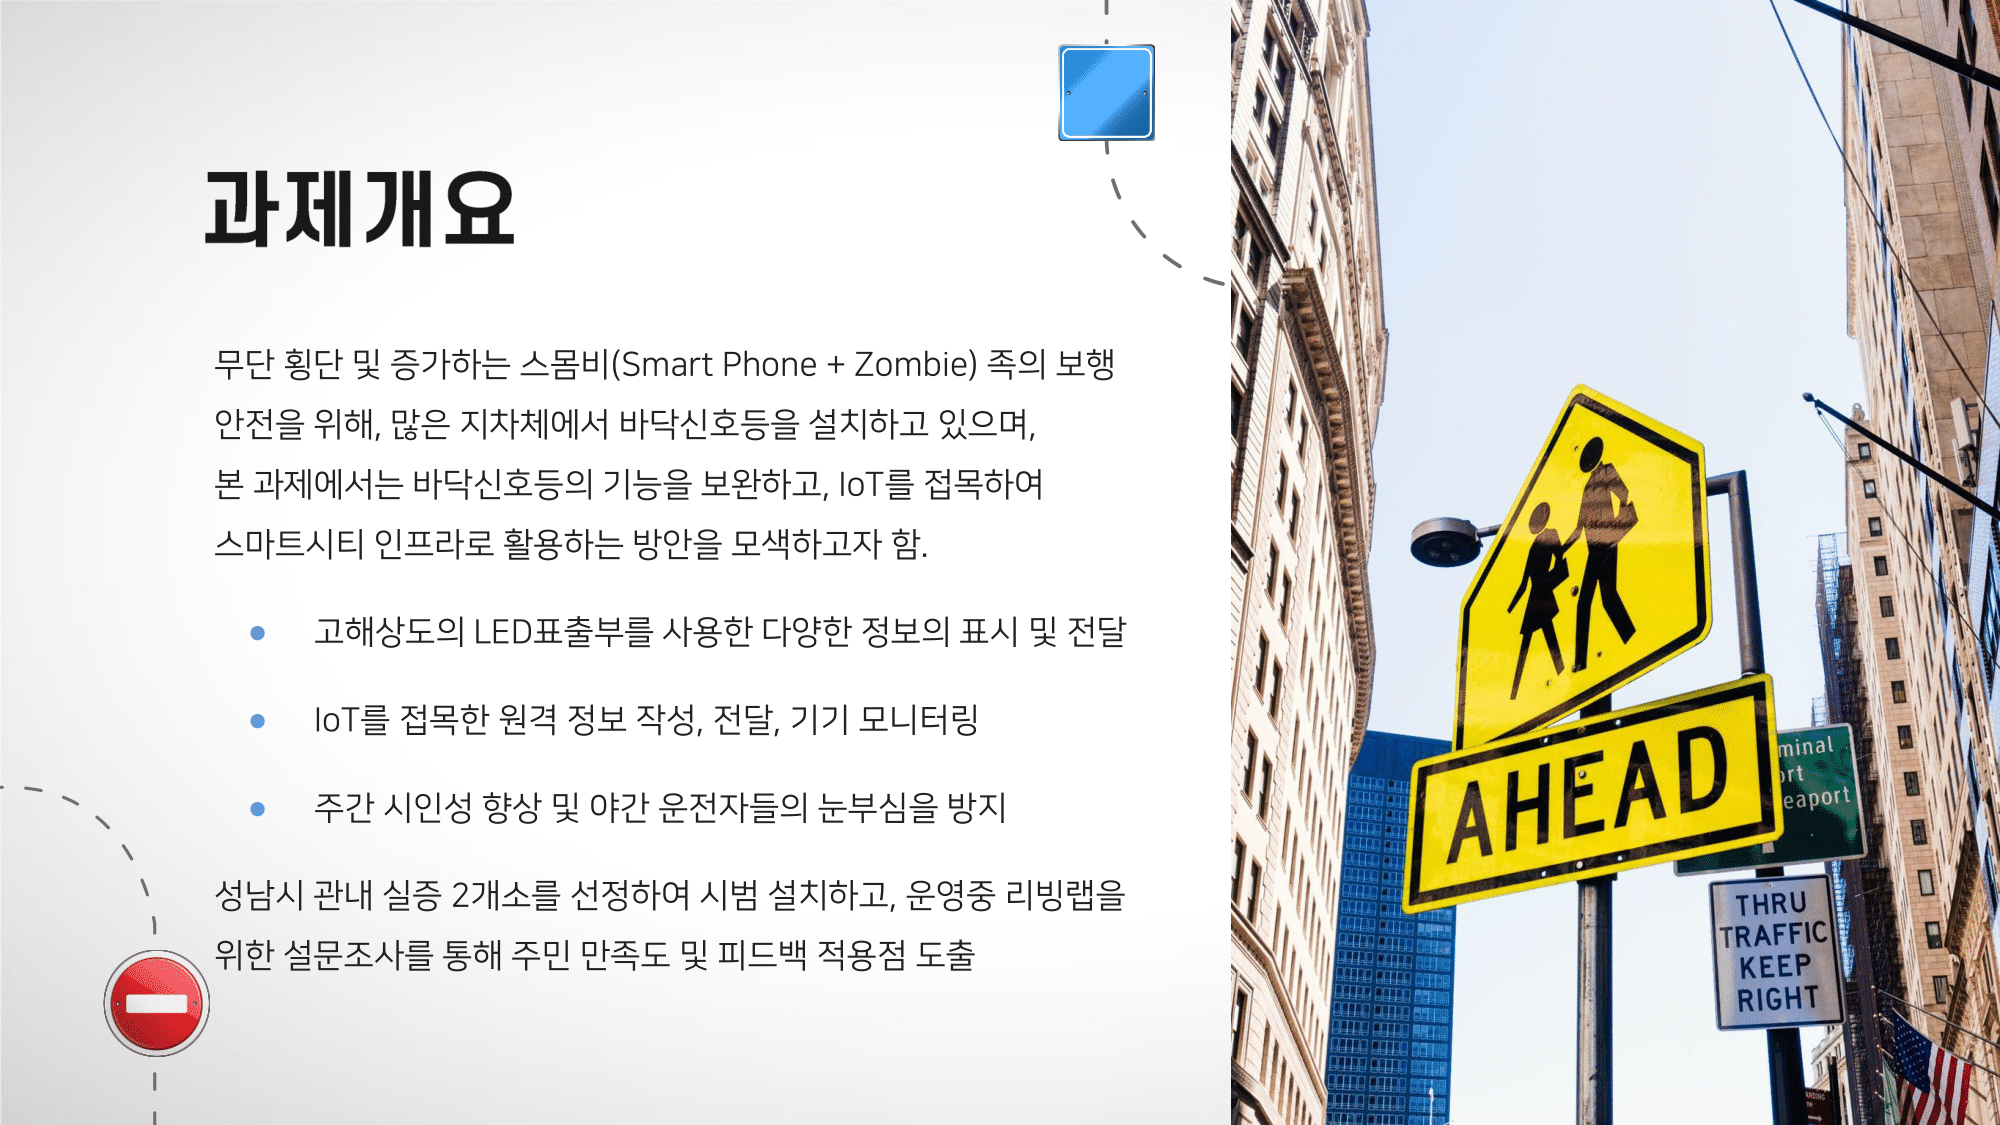 과제개요
무단 횡단 및 증가하는 스몸비(Smart Phone + Zombie) 족의 보행
안전을 위해, 많은 지차체에서 바닥신호등을 설치하고 있으며,
본 과제에서는 바닥신호등의 기능을 보완하고, IoT를 접목하여
스마트시티 인프라로 활용하는 방안을 모색하고자 함.
● 고해상도의 LED표출부를 사용한 다양한 정보의 표시 및 전달
● IoT를 접목한 원격 정보 작성, 전달, 기기 모니터링
● 주간 시인성 향상 및 야간 운전자들의 눈부심을 방지
성남시 관내 실증 2개소를 선정하여 시범 설치하고, 운영중 리빙랩을
위한 설문조사를 통해 주민 만족도 및 피드백 적용점 도출
AHEAD
minal
ort
eaport
THRU
TRAFFIC
KEEP
RIGHT